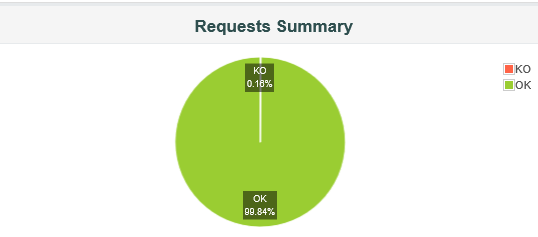 Requests Summary
KO
0.16%
KO
OK
OK
99.84%